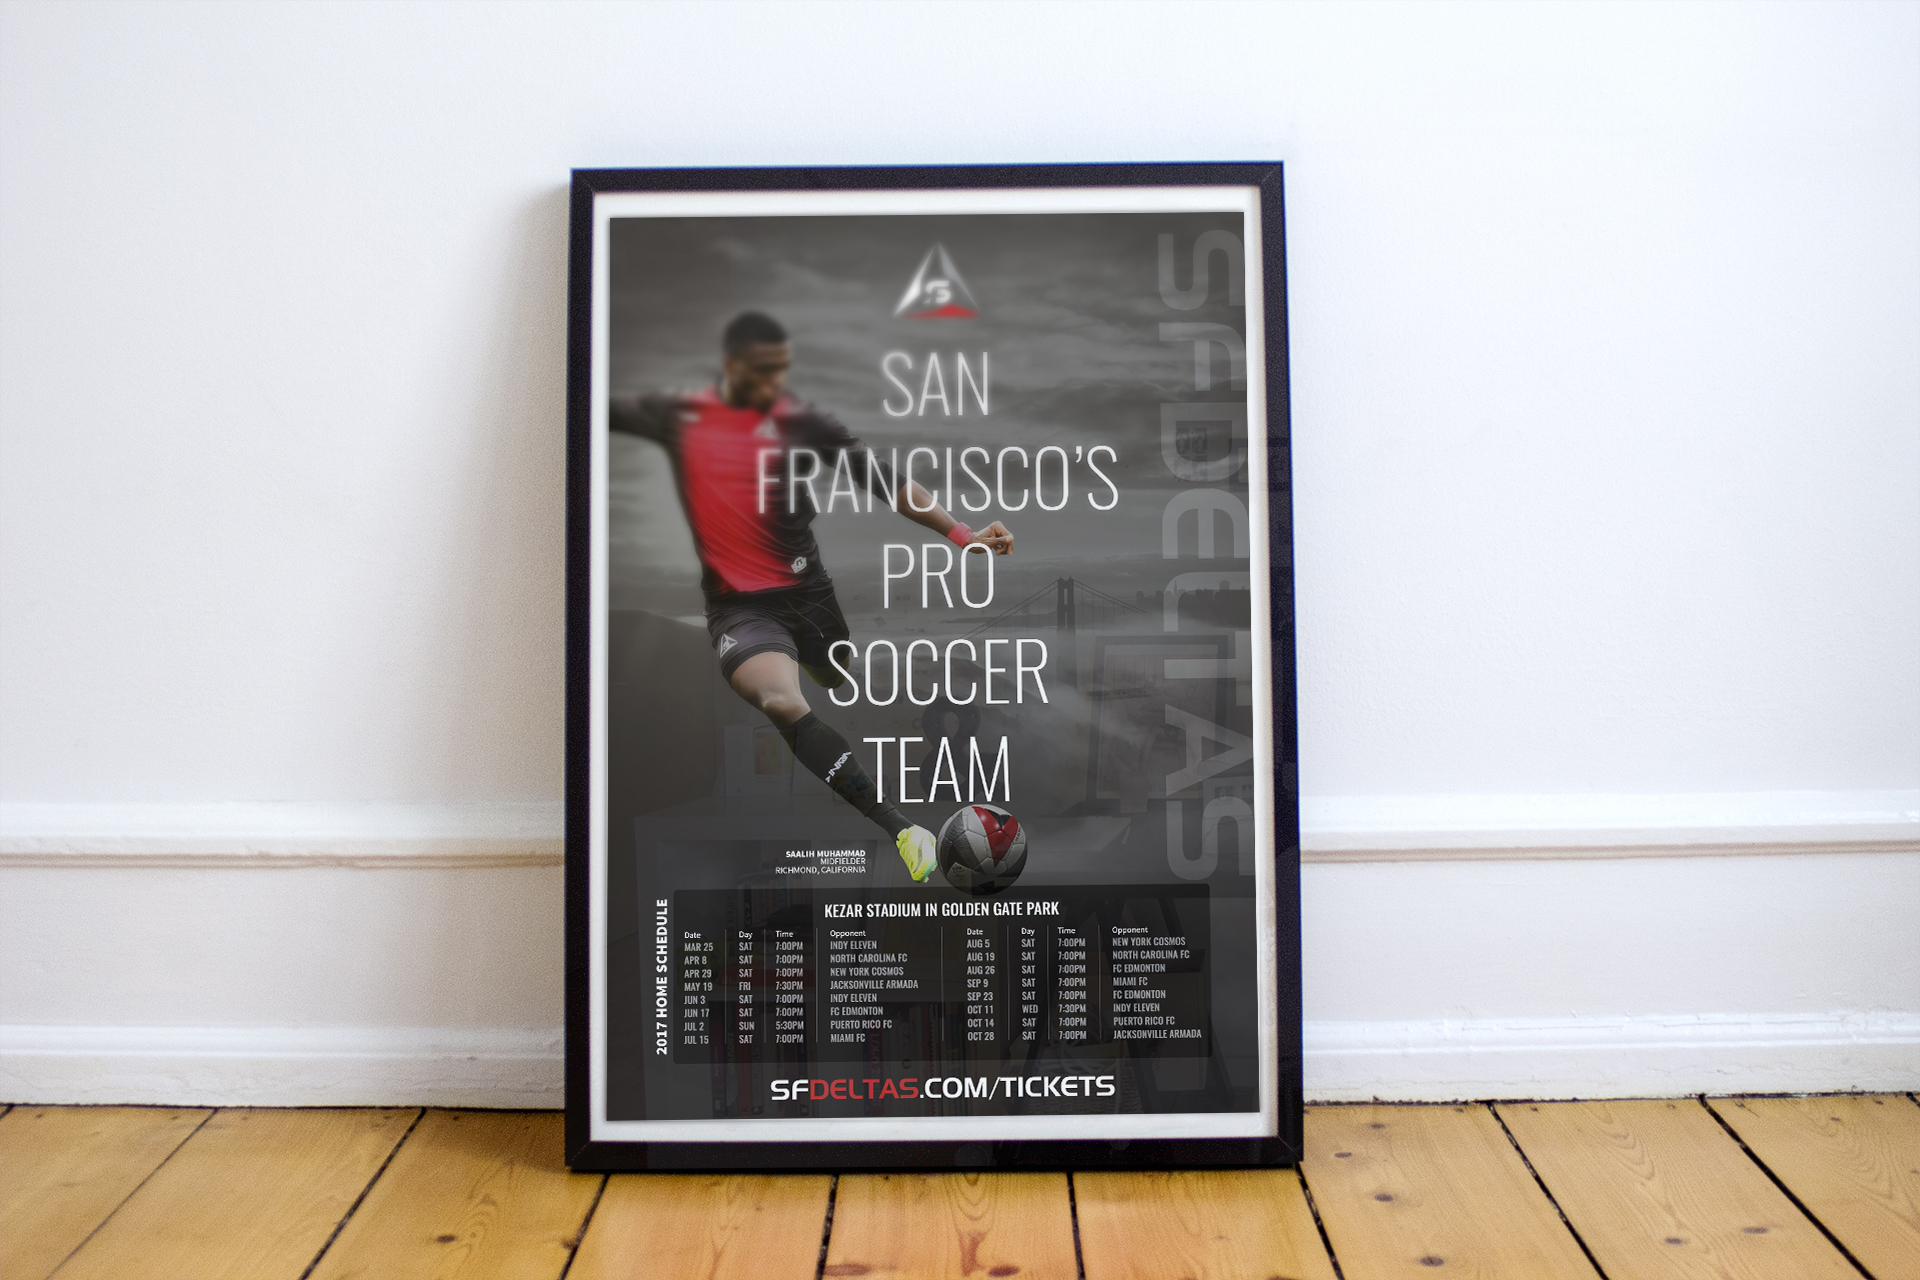 SF DELTAS
S
SAN
FRANCISCO'S
PRO
SOCCER
TEAM
SAALIH MUHAMMAD
MIDFIELDER
RICHMOND, CALIFORNIA
2017 HOME SCHEDULE
KEZAR STADIUM IN GOLDEN GATE PARK
Date Day Time Opponent Date Day Time Opponent
MAR 25 SAT 7:00PM INDY ELEVEN AUG 5 SAT 7:00PM NEW YORK COSMOS
APR 8 SAT 7:00PM NORTH CAROLINA FC AUG 19 SAT 7:00PM NORTH CAROLINA FC
APR 29 SAT 7:00PM NEW YORK COSMOS AUG 26 SAT 7:00PM FC EDMONTON
MAY 19 FRI 7:30PM JACKSONVILLE ARMADA SEP 9 SAT 7:00PM MIAMI FC
JUN 3 SAT 7:00PM INDY ELEVEN SEP 23 SAT 7:00PM FC EDMONTON
JUN 17 SAT 7:00PM FC EDMONTON OCT 11 WED 7:30PM INDY ELEVEN
JUL 2 SUN 5:30PM PUERTO RICO FC OCT 14 SAT 7:00PM PUERTO RICO FC
JUL 15 SAT 7:00PM MIAMI FC OCT 28 SAT 7:00PM JACKSONVILLE ARMADA
SFDELTAS.COM/TICKETS